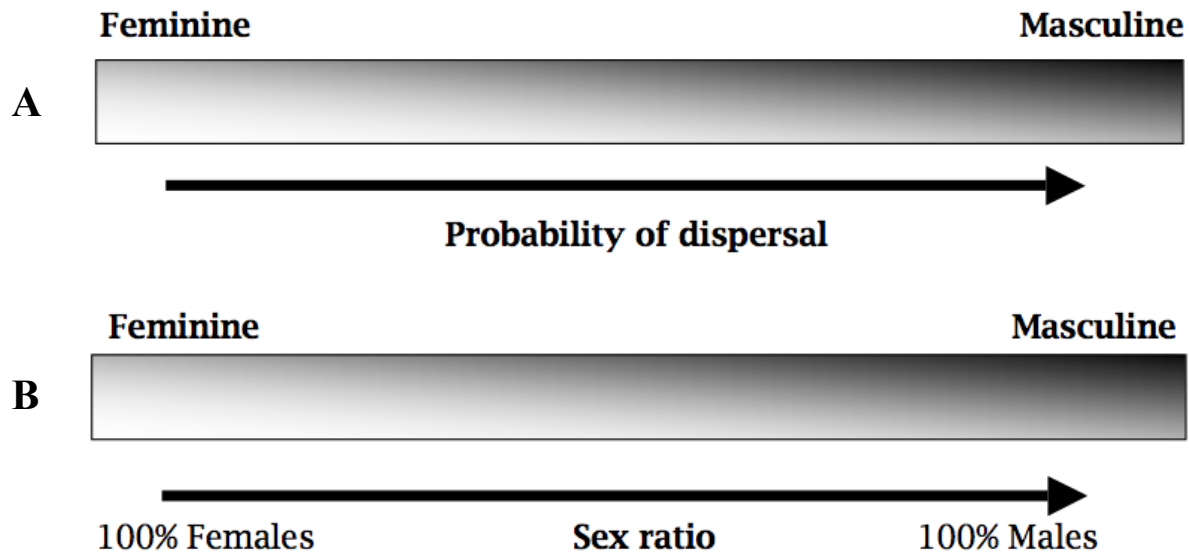 Feminine Masculine
A
Probability of dispersal
Feminine Masculine
B
100% Females Sex ratio 100% Males